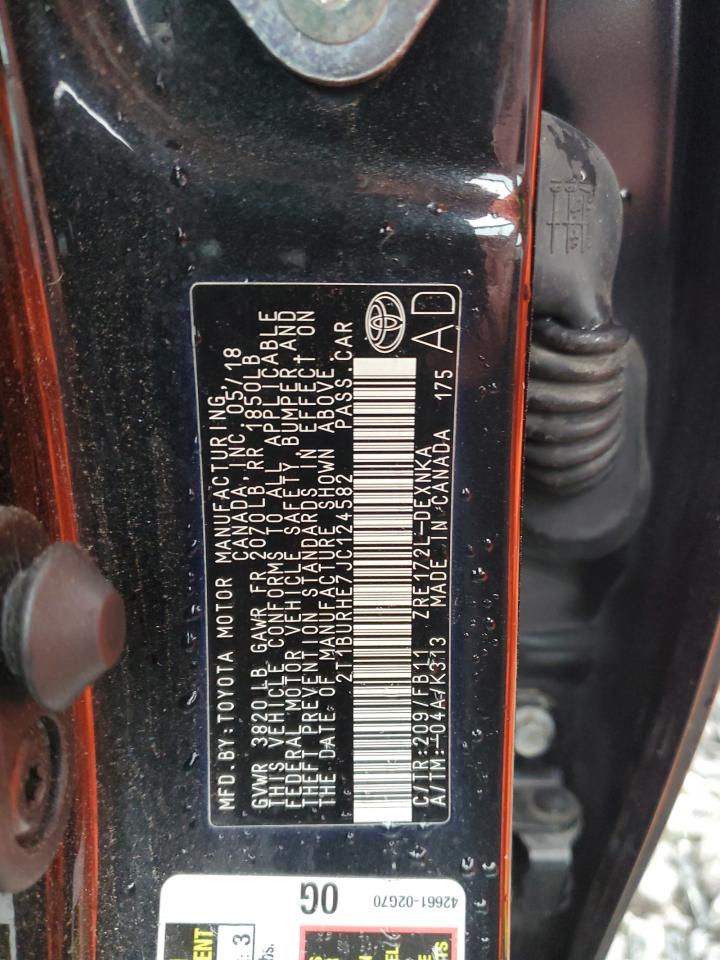 MFD. BY: TOYOTA MOTOR MANUFACTURING,
CANADA, INC. 05/18
GVWR 3820 LB GAWR FR 2070LB RR 1850LB
THIS VEHICLE CONFORMS TO ALL APPLICABLE
FEDERAL MOTOR VEHICLE SAFETY, BUMPER, AND
THEFT PREVENTION STANDARDS IN EFFECT ON
THE DATE OF MANUFACTURE SHOWN ABOVE.
2T1BURHE7JC124582 PASS. CAR
C/TR: 209/FB11 ZRE172L-DEXNKA
A/TM: -04A/K313 MADE IN CANADA 175
AD
0G
42661-02G70
3